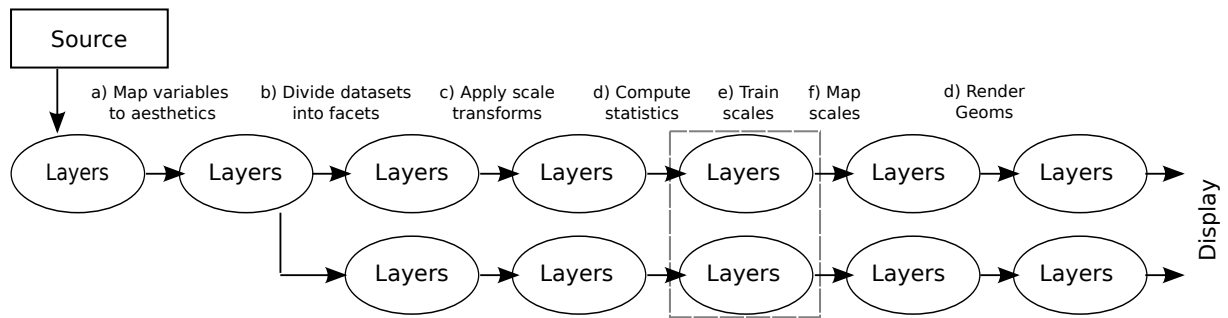 Source
a) Map variables
to aesthetics
b) Divide datasets
into facets
c) Apply scale
transforms
d) Compute
statistics
e) Train
scales
f) Map
scales
d) Render
Geoms
Layers
Layers
Layers
Layers
Layers
Layers
Layers
Layers
Layers
Layers
Layers
Layers
Display